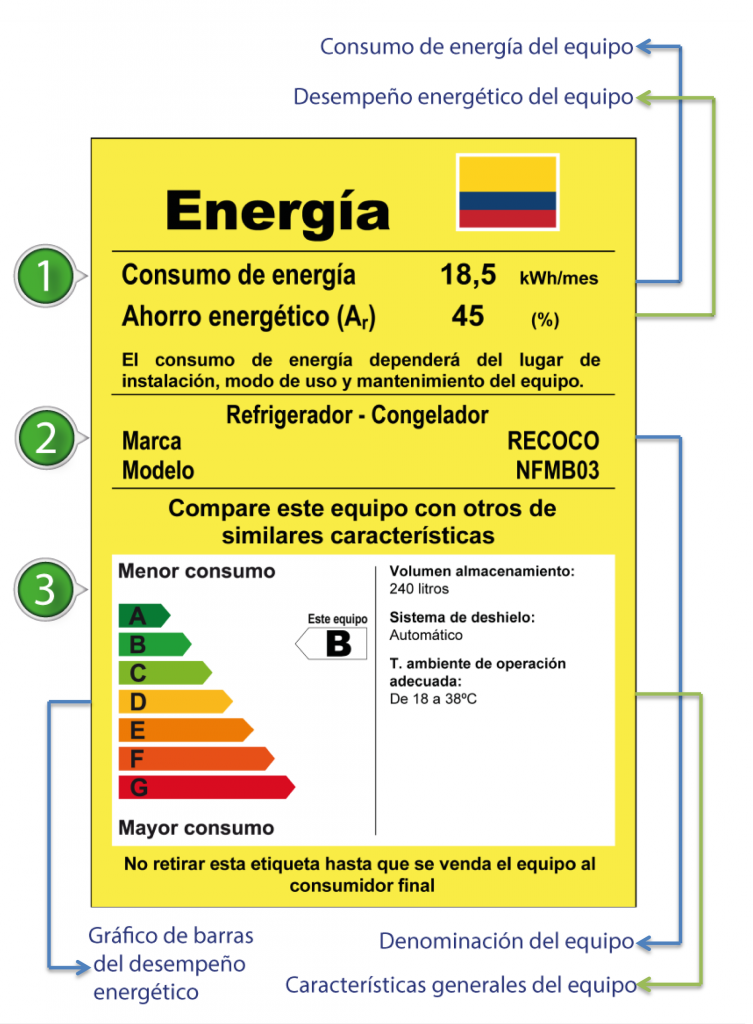 Consumo de energía del equipo
Desempeño energético del equipo
Energía
1
Consumo de energía 18,5 kWh/mes
Ahorro energético (Ar) 45 (%)
El consumo de energía dependerá del lugar de
instalación, modo de uso y mantenimiento del equipo.
2
Refrigerador - Congelador
Marca RECOCO
Modelo NFMB03
Compare este equipo con otros de
similares características
3
Menor consumo
A
B
C
D
E
F
G
Mayor consumo
Este equipo
B
Volumen almacenamiento:
240 litros
Sistema de deshielo:
Automático
T. ambiente de operación
adecuada:
De 18 a 38ºC
No retirar esta etiqueta hasta que se venda el equipo al
consumidor final
Gráfico de barras
del desempeño
energético
Denominación del equipo
Características generales del equipo